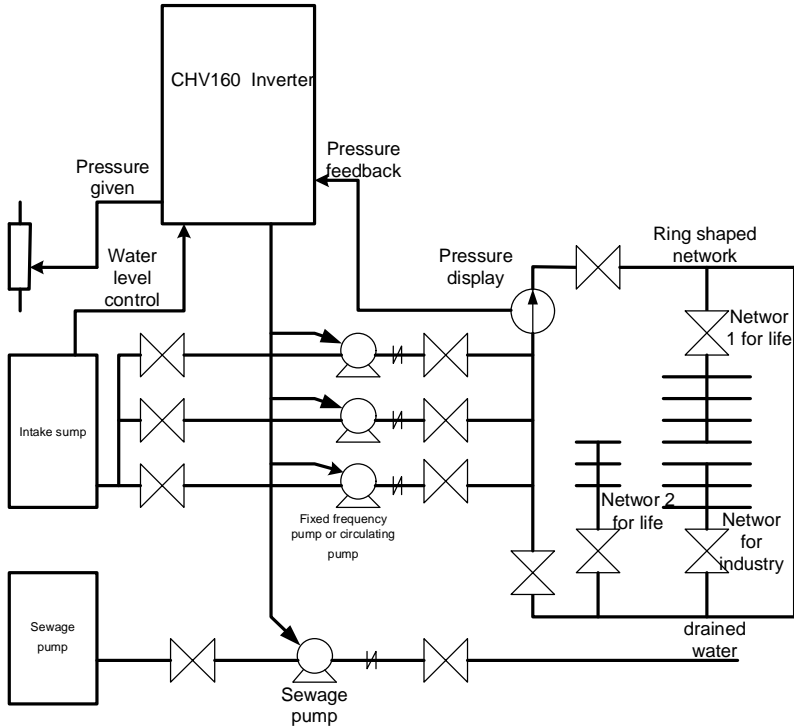 CHV160 Inverter
Pressure
feedback
Pressure
given
Water
level
control
Pressure
display
Ring shaped
network
Networ
1 for life
Intake sump
Networ 2
for life
Networ
for
industry
Fixed frequency
pump or circulating
pump
Sewage
pump
drained
water
Sewage
pump